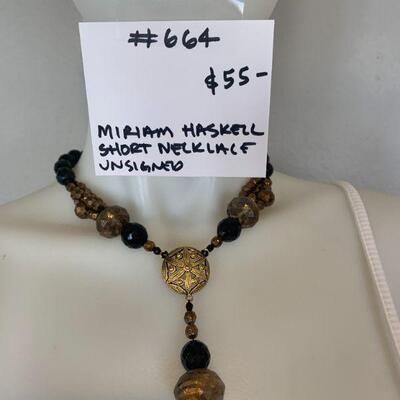 #664
$55-
MIRIAM HASKELL
SHORT NECKLACE
UNSIGNED